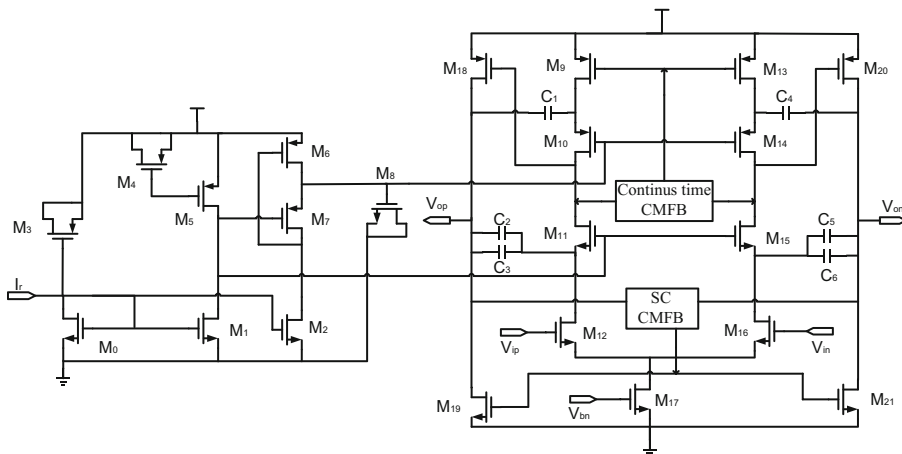 M18
M9
M13
M20
C1
C4
M10
M14
M6
M4
M5
M8
M7
M3
Vop
Continus time
CMFB
Von
C2
C3
M11
M15
C5
C6
Ir
SC
CMFB
M0
M1
M2
Vip
M12
M16
Vin
M19
Vbn
M17
M21